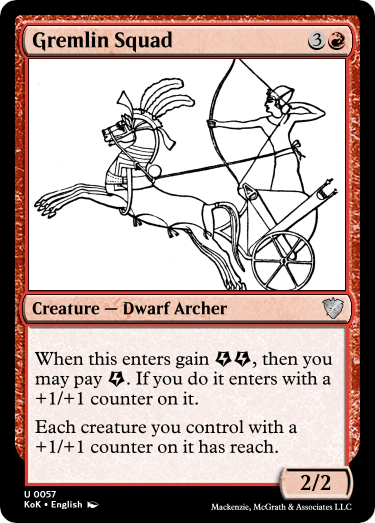 Gremlin Squad 3
Creature — Dwarf Archer
When this enters gain, then you
may pay. If you do it enters with a
+1/+1 counter on it.
Each creature you control with a
+1/+1 counter on it has reach.
2/2
U 0057
KoK • English
Mackenzie, McGrath & Associates LLC